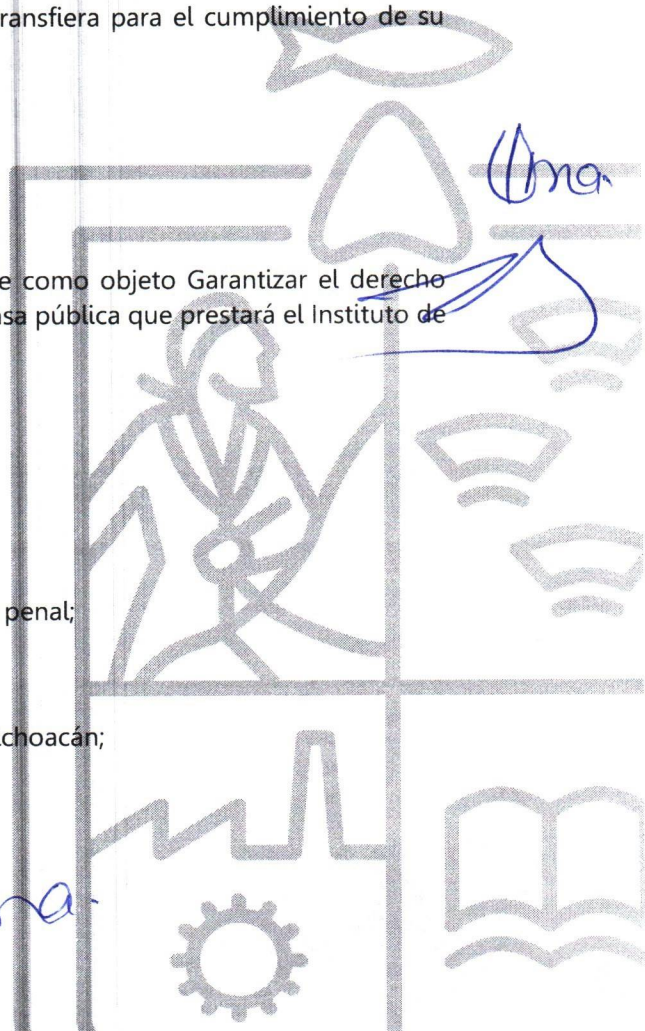 ransfiera para el cumplimiento de su
e como objeto Garantizar el derecho
nsa pública que prestará el Instituto de
penal;
choacán;